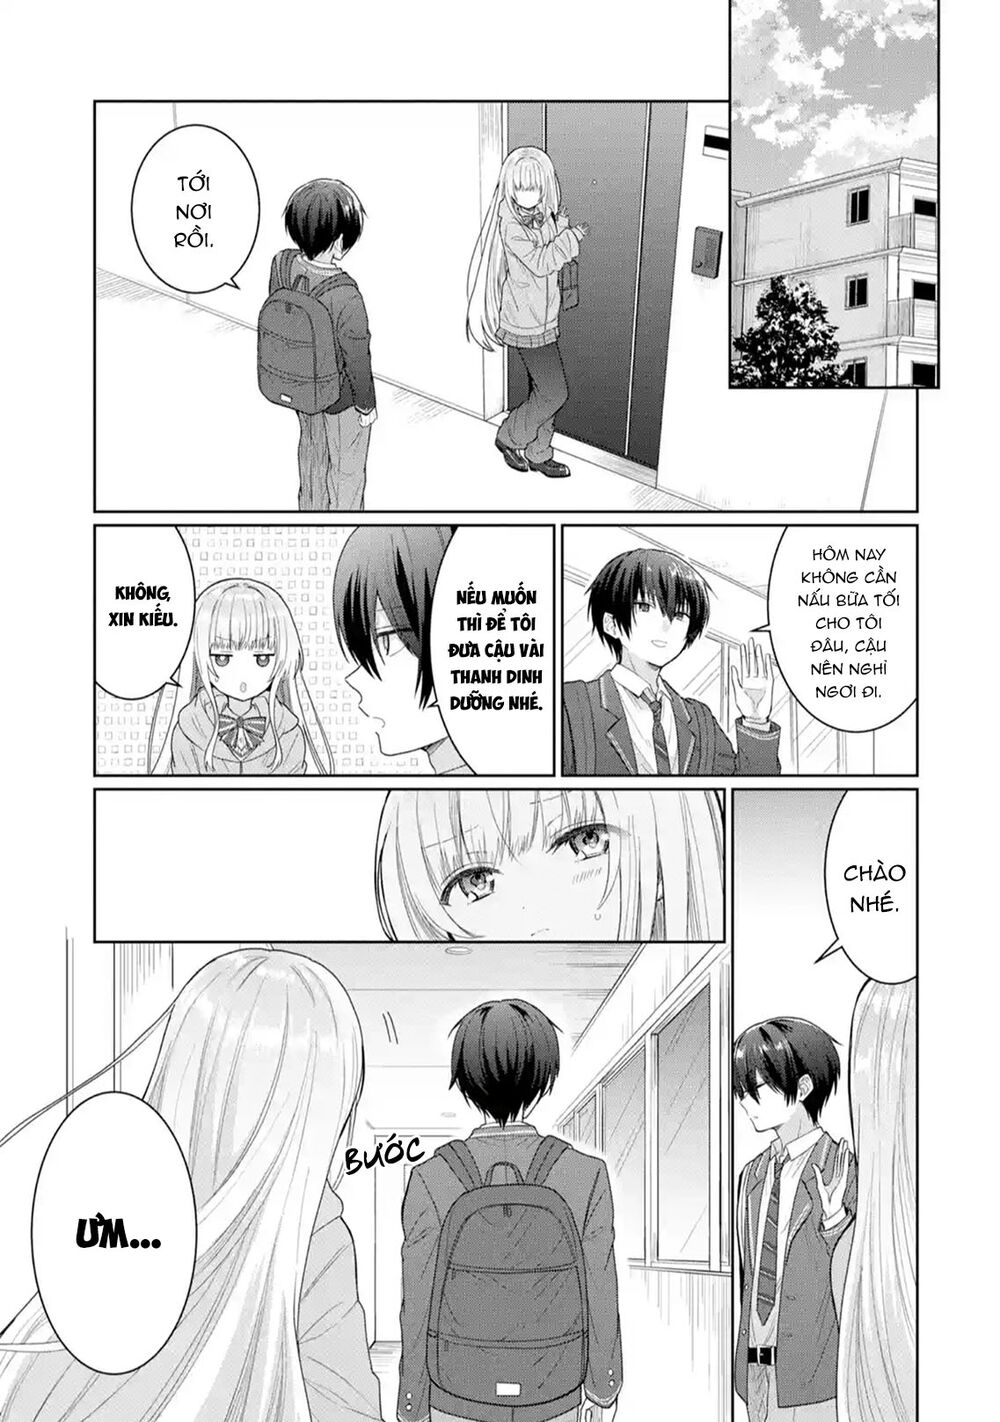 TỚI
NƠI
RỒI.
HÔM NAY
KHÔNG CẦN
NẤU BỮA TỐI
CHO TÔI
ĐÂU, CẬU
NÊN NGHỈ
NGƠI ĐI.
NẾU MUỐN
THÌ ĐỂ TÔI
ĐƯA CẬU VÀI
THANH DINH
DƯỠNG NHÉ.
KHÔNG,
XIN KIẾU.
CHÀO
NHÉ.
BƯỚC
ƯM...